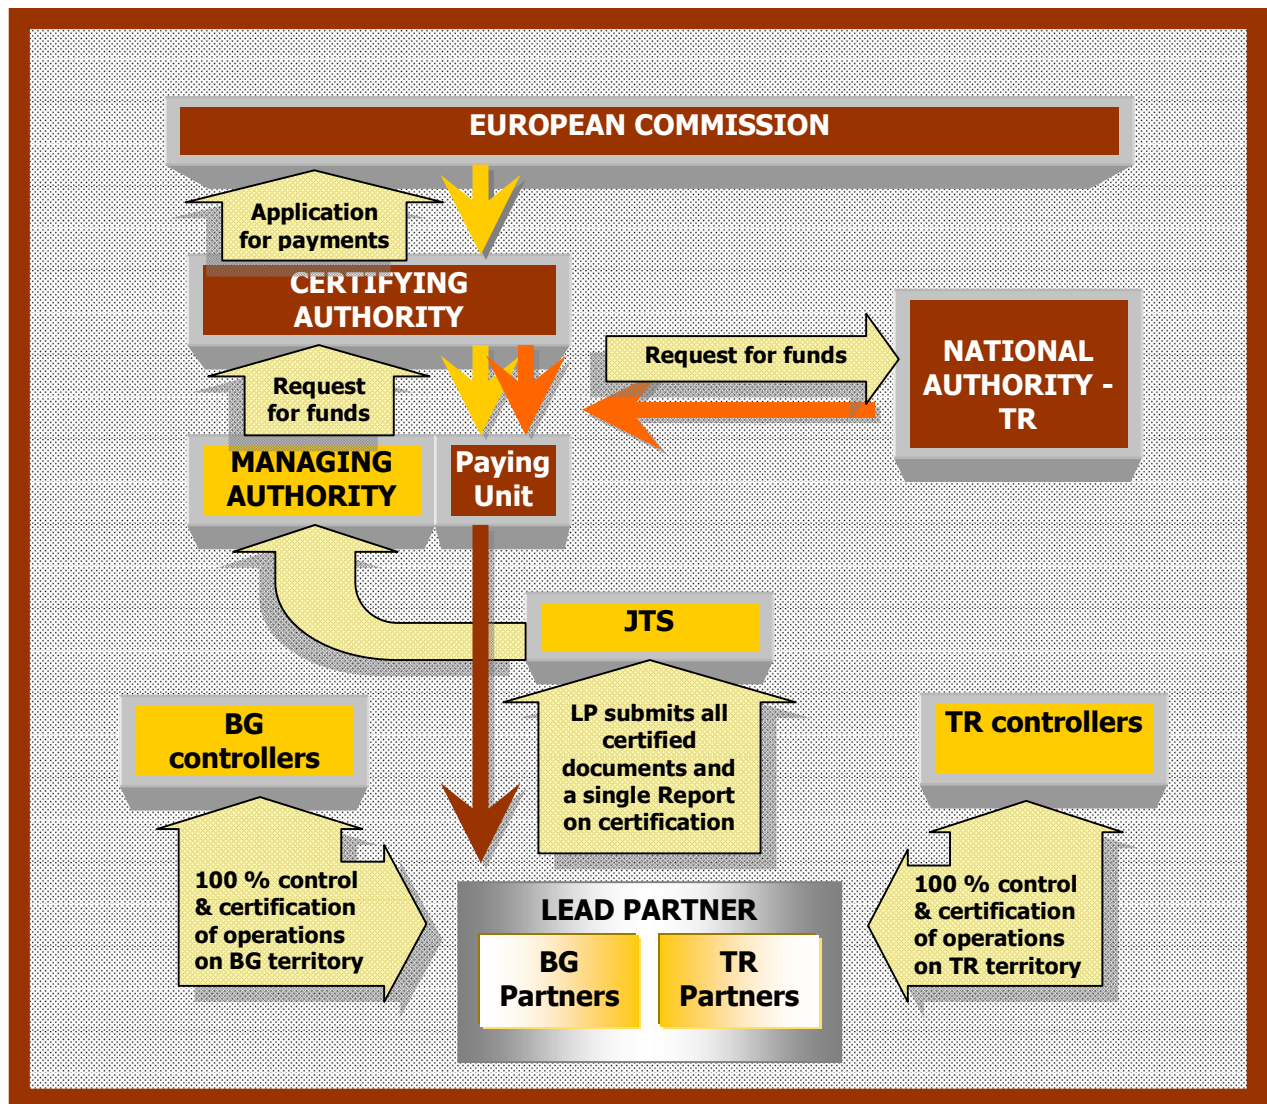 EUROPEAN COMMISSION
Application
for payments
CERTIFYING
AUTHORITY
Request for funds
NATIONAL
AUTHORITY -
TR
Request
for funds
MANAGING
AUTHORITY
Paying
Unit
JTS
LP submits all
certified
documents and
a single Report
on certification
BG
controllers
TR controllers
100 % control
& certification
of operations
on BG territory
LEAD PARTNER
BG
Partners
TR
Partners
100 % control
& certification
of operations
on TR territory